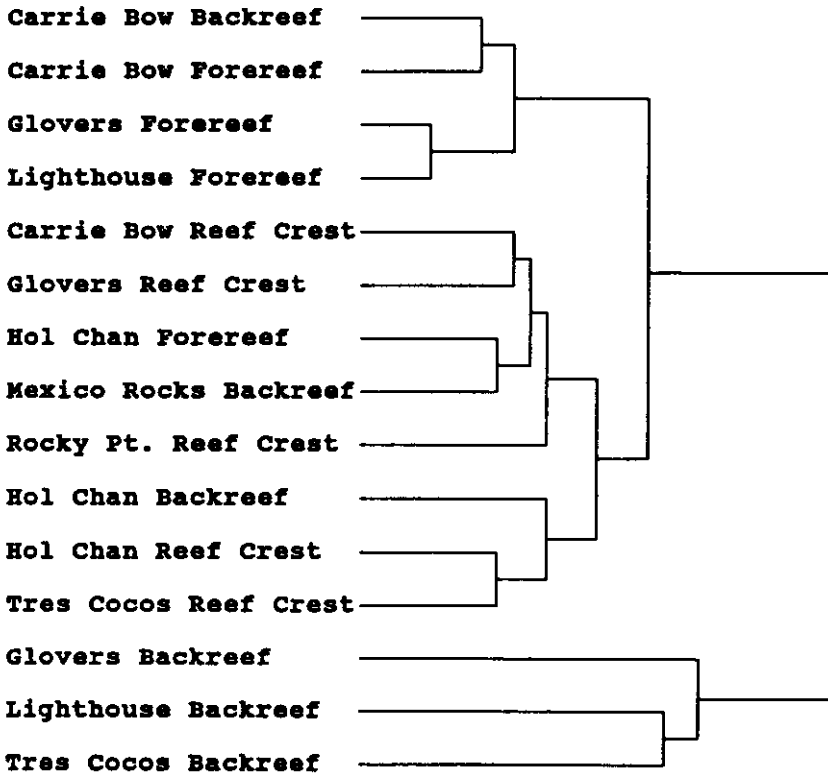 Carrie Bow Backreef
Carrie Bow Forereef
Glovers Forereef
Lighthouse Forereef
Carrie Bow Reef Crest
Glovers Reef Crest
Hol Chan Forereef
Mexico Rocks Backreef
Rocky Pt. Reef Crest
Hol Chan Backreef
Hol Chan Reef Crest
Tres Cocos Reef Crest
Glovers Backreef
Lighthouse Backreef
Tres Cocos Backreef